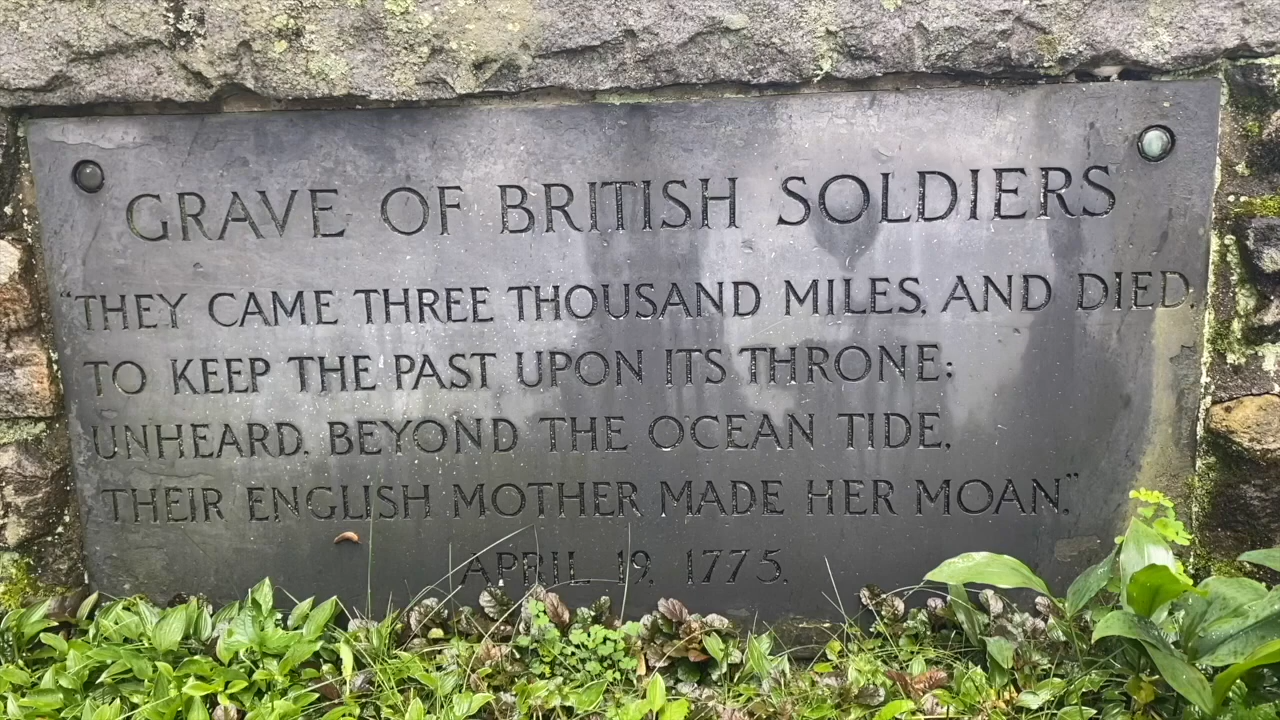 GRAVE OF BRITISH SOLDIERS
"THEY CAME THREE THOUSAND MILES, AND DIED,
TO KEEP THE PAST UPON ITS THRONE:
UNHEARD, BEYOND THE OCEAN TIDE,
THEIR ENGLISH MOTHER MADE HER MOAN."
APRIL 19, 1775.